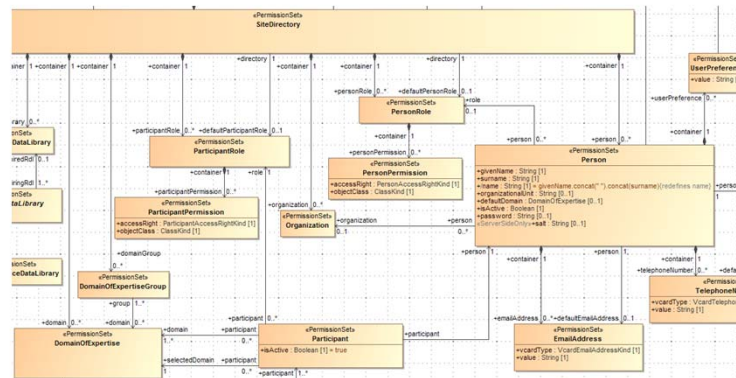 «PermissionSet»
SiteDirectory
+container 1
+container 1
+directory 1
+container 1
+container 1
+directory 1
+container 1
+personRole 0..*
+defaultPersonRole 0..1
+role
«PermissionSet»
UserPreference
+value : String [1]
+userPreference 0..*
+participantRole 0..*
+defaultParticipantRole 0..1
«PermissionSet»
PersonRole
+container 1
+container 1
DataLibrary
«PermissionSet»
ParticipantRole
+personPermission 0..*
+person 0..*
+person 0..*
«PermissionSet»
PersonPermission
+accessRight : PersonAccessRightKind [1]
+objectClass : ClassKind [1]
«PermissionSet»
Person
+givenName : String [1]
+surname : String [1]
+/name : String [1] = givenName.concat(" ").concat(surname){redefines name}
+organizationalUnit : String [0..1]
+defaultDomain : DomainOfExpertise [0..1]
+isActive : Boolean [1]
+password : String [0..1]
«ServerSideOnly»+salt : String [0..1]
+container 1
+role 1
+participantPermission 0..*
«PermissionSet»
ParticipantPermission
+accessRight : ParticipantAccessRightKind [1]
+objectClass : ClassKind [1]
+organization 0..*
«PermissionSet»
Organization
+organization 0..1
+person 0..*
+domainGroup 0..*
«PermissionSet»
DomainOfExpertiseGroup
+group 1..*
+person 1
+container 1
+person 0..1
+container 1
+telephoneNumber 0..*
«PermissionSet»
+vcardType : VcardTelephon
+value : String [1]
+domain 0..*
+domain 0..*
+participant 0..*
+emailAddress 0..*
+defaultEmailAddress 0..1
«PermissionSet»
DomainOfExpertise
+domain 1..*
+participant 0..*
+selectedDomain 1
+participant 0..*
«PermissionSet»
Participant
+isActive : Boolean [1] = true
+participant
+participant 1..*
«PermissionSet»
EmailAddress
+vcardType : VcardEmailAddressKind [1]
+value : String [1]